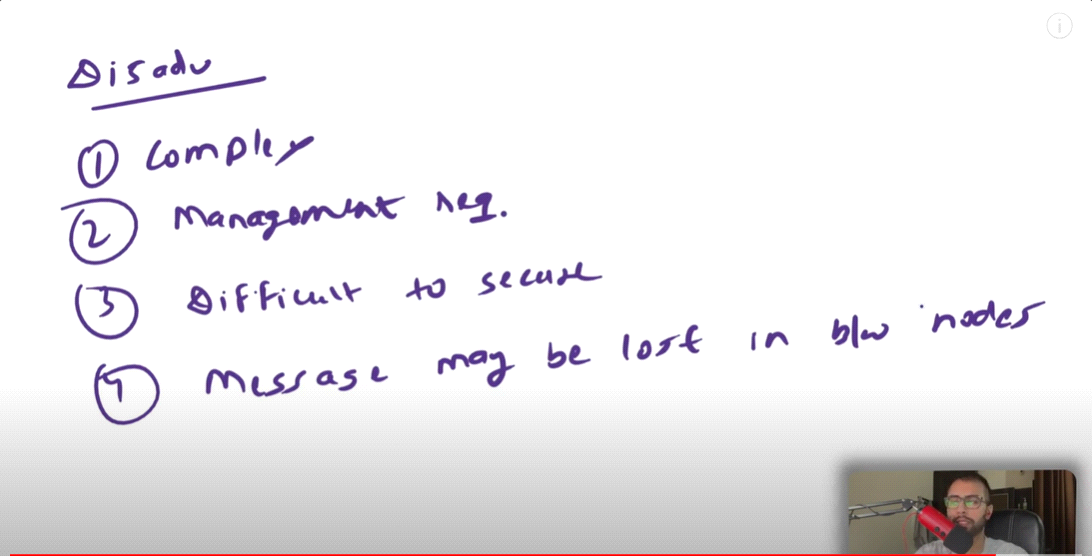 Disadv
① Complex
② Management req.
③ Difficult to secure
④ Message may be lost in b/w nodes